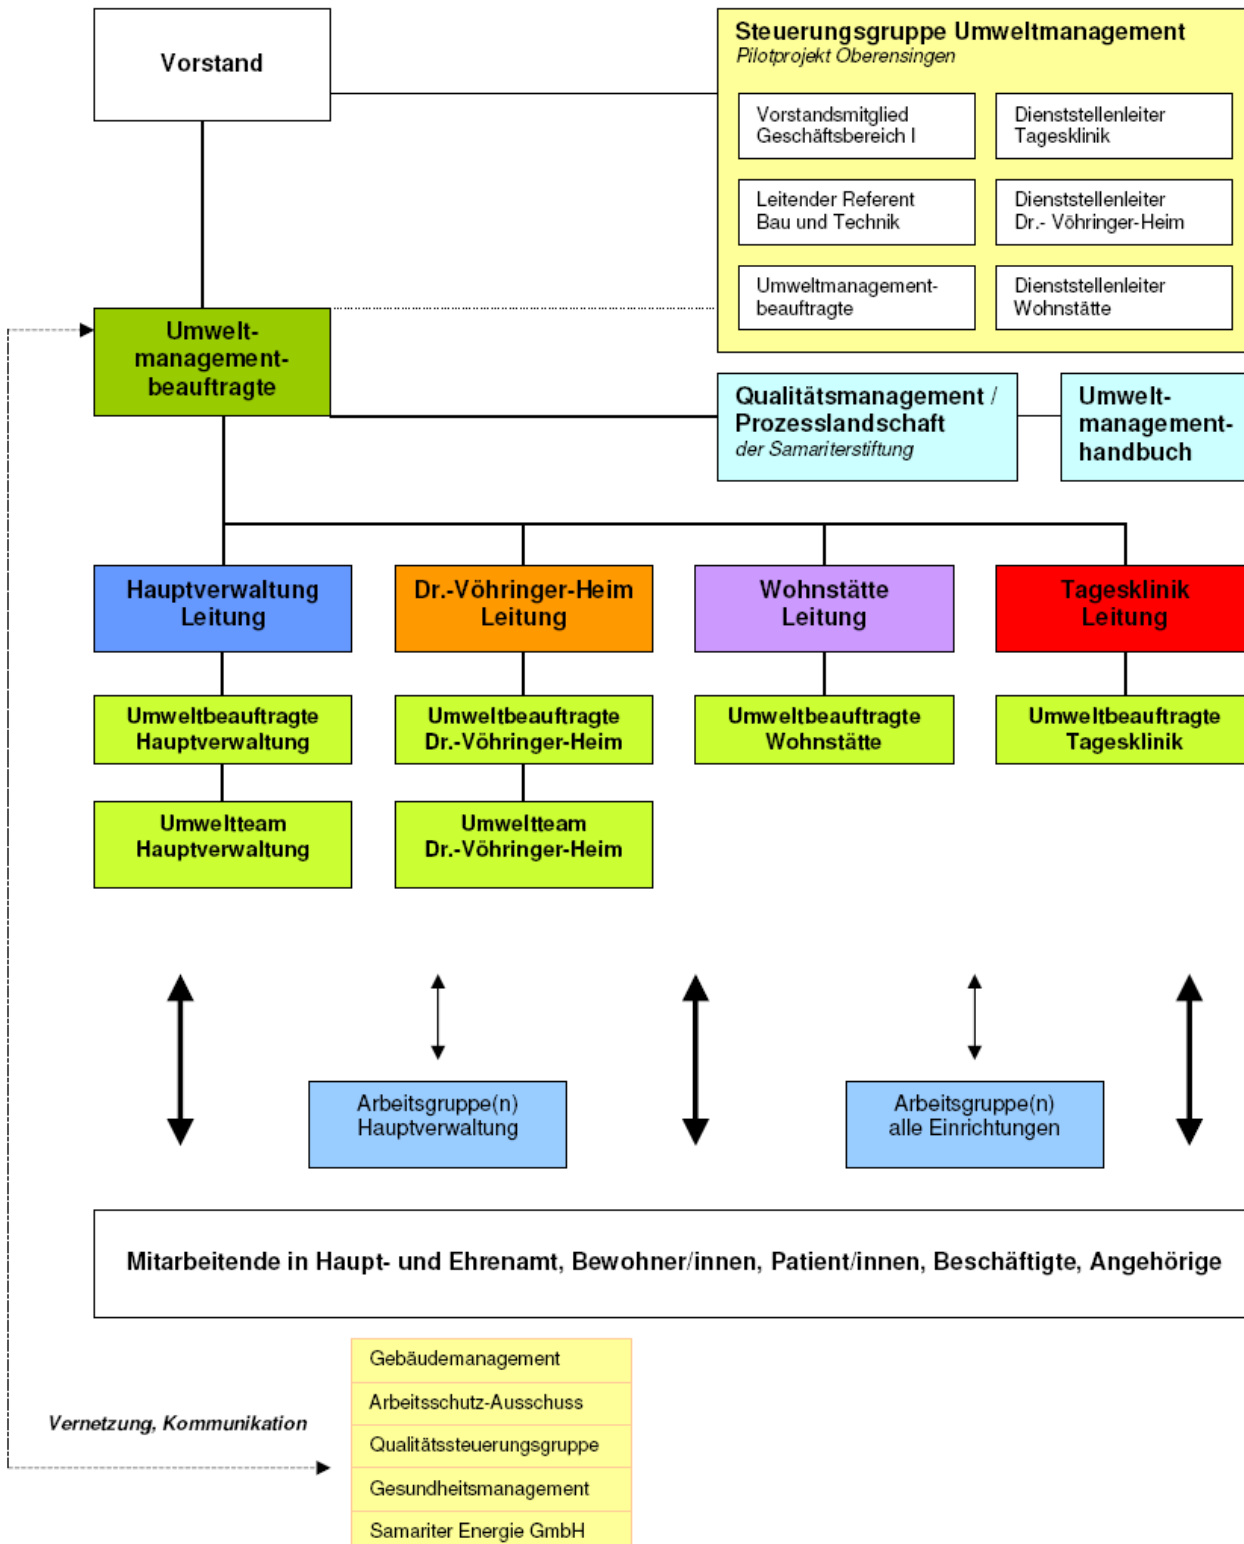 Vorstand
Steuerungsgruppe Umweltmanagement
Pilotprojekt Oberensingen
Vorstandsmitglied
Geschäftsbereich I
Dienststellenleiter
Tagesklinik
Leitender Referent
Bau und Technik
Dienststellenleiter
Dr.- Vöhringer-Heim
Umweltmanagement-
beauftragte
Dienststellenleiter
Wohnstätte
Umwelt-
management-
beauftragte
Qualitätsmanagement /
Prozesslandschaft
der Samariterstiftung
Umwelt-
management-
handbuch
Hauptverwaltung
Leitung
Dr.-Vöhringer-Heim
Leitung
Wohnstätte
Leitung
Tagesklinik
Leitung
Umweltbeauftragte
Hauptverwaltung
Umweltbeauftragte
Dr.-Vöhringer-Heim
Umweltbeauftragte
Wohnstätte
Umweltbeauftragte
Tagesklinik
Umweltteam
Hauptverwaltung
Umweltteam
Dr.-Vöhringer-Heim
Arbeitsgruppe(n)
Hauptverwaltung
Arbeitsgruppe(n)
alle Einrichtungen
Mitarbeitende in Haupt- und Ehrenamt, Bewohner/innen, Patient/innen, Beschäftigte, Angehörige
Vernetzung, Kommunikation
Gebäudemanagement
Arbeitsschutz-Ausschuss
Qualitätssteuerungsgruppe
Gesundheitsmanagement
Samariter Energie GmbH